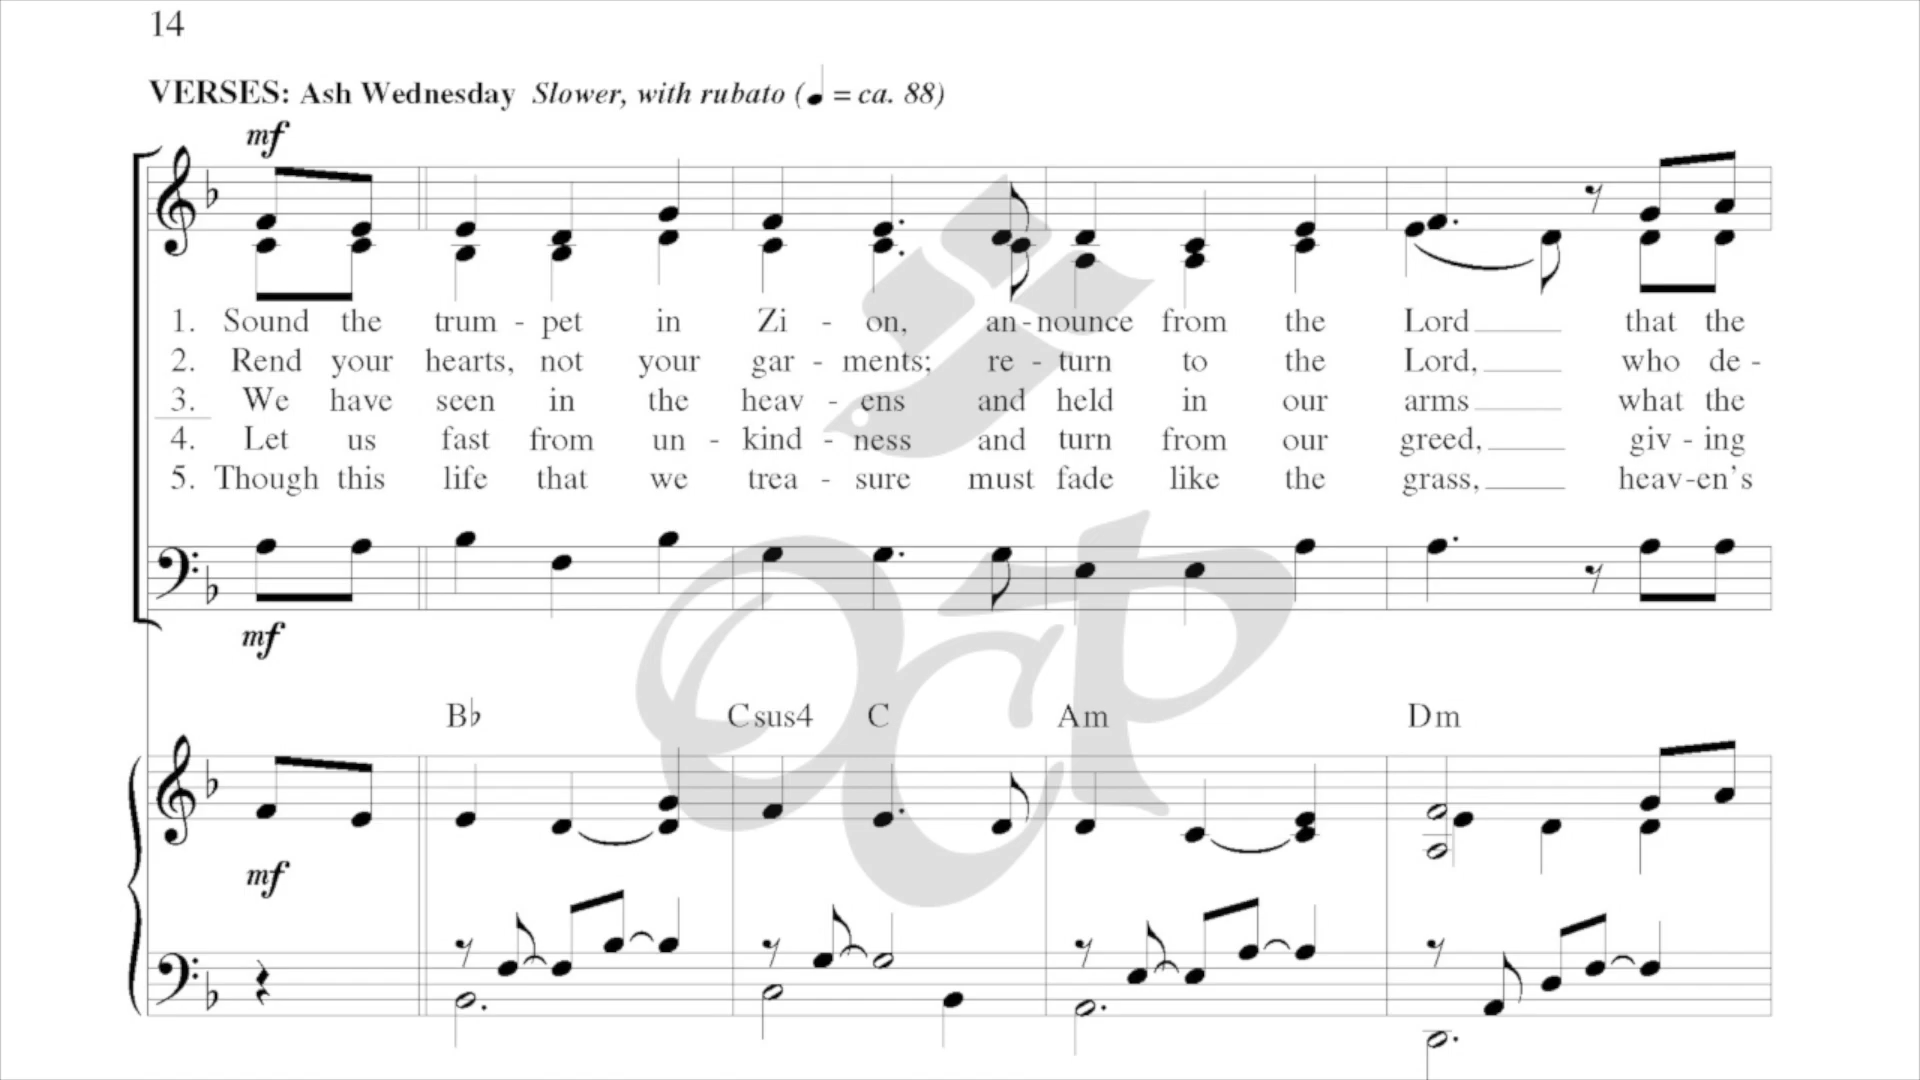 14
VERSES: Ash Wednesday Slower, with rubato (♩ = ca. 88)
mf
1. Sound the trum - pet in Zi - on, an - nounce from the Lord that the
2. Rend your hearts, not your gar - ments; re - turn to the Lord, who de -
3. We have seen in the heav - ens and held in our arms what the
4. Let us fast from un - kind - ness and turn from our greed, giv - ing
5. Though this life that we trea - sure must fade like the grass, heav - en's
mf
B♭ Csus4 C Am Dm
mf
OCP